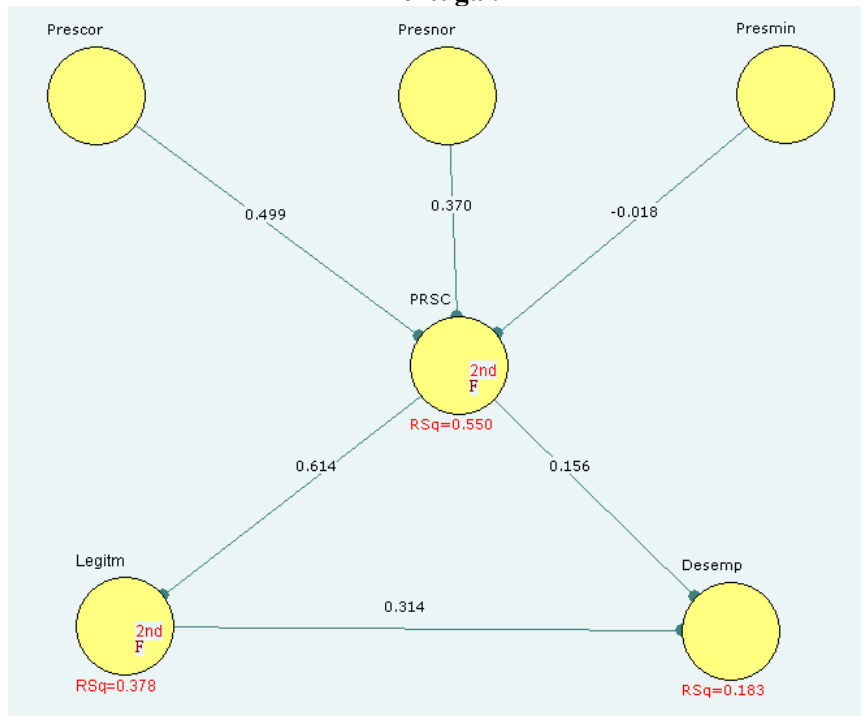 Prescor
Presnor
Presmin
0.499
0.370
-0.018
PRSC
2nd
F
RSq=0.550
0.614
0.156
Legitm
Desemp
0.314
2nd
F
RSq=0.378
RSq=0.183